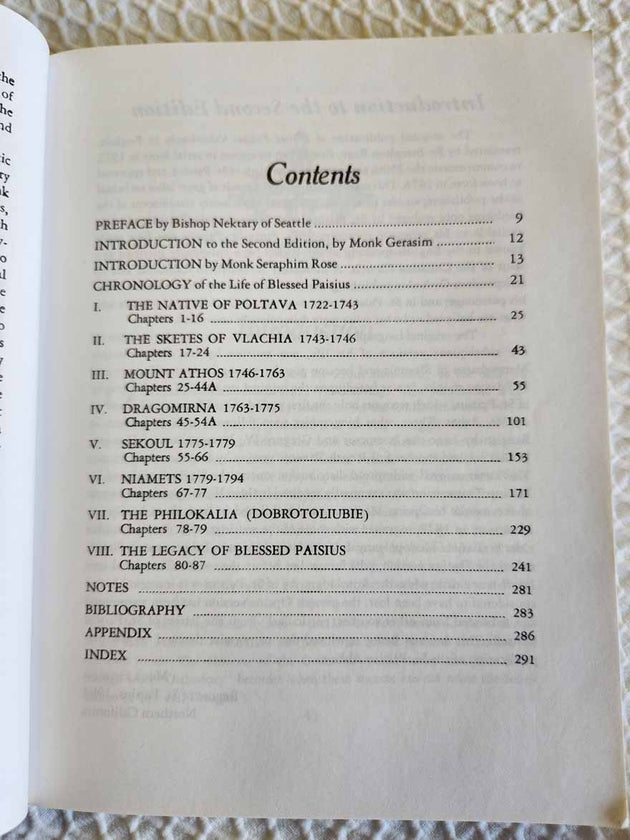 he
of
he
nd
Contents
PREFACE by Bishop Nektary of Seattle 9
INTRODUCTION to the Second Edition, by Monk Gerasim 12
INTRODUCTION by Monk Seraphim Rose 13
CHRONOLOGY of the Life of Blessed Paisius 21
I. THE NATIVE OF POLTAVA 1722-1743
Chapters 1-16 25
II. THE SKETES OF VLACHIA 1743-1746
Chapters 17-24 43
III. MOUNT ATHOS 1746-1763
Chapters 25-44A 55
IV. DRAGOMIRNA 1763-1775
Chapters 45-54A 101
V. SEKOUL 1775-1779
Chapters 55-66 153
VI. NIAMETS 1779-1794
Chapters 67-77 171
VII. THE PHILOKALIA (DOBROTOLIUBIE)
Chapters 78-79 229
VIII. THE LEGACY OF BLESSED PAISIUS
Chapters 80-87 241
NOTES 281
BIBLIOGRAPHY 283
APPENDIX 286
INDEX 291